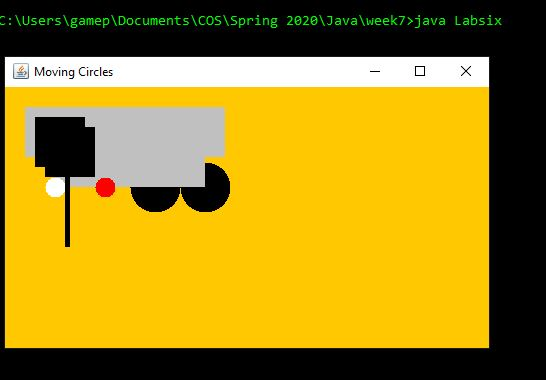 C:\Users\gamep\Documents\COS\Spring 2020\Java\week7>java Labsix
Moving Circles